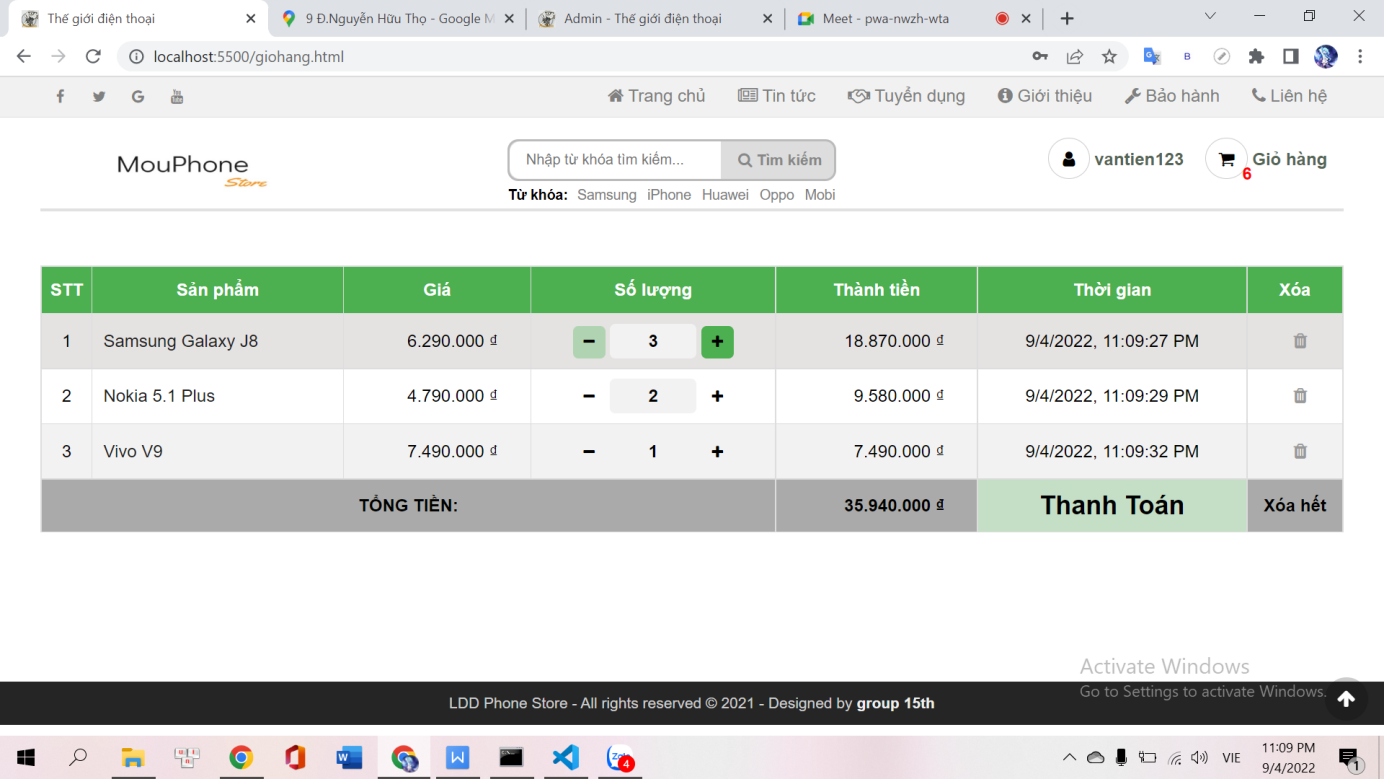 Thế giới điện thoại
9 Đ.Nguyễn Hữu Thọ - Google M
Admin - Thế giới điện thoại
Meet - pwa-nwzh-wta
localhost:5500/giohang.html
Trang chủ Tin tức Tuyển dụng Giới thiệu Bảo hành Liên hệ
MouPhone
Store
Nhập từ khóa tìm kiếm... Tìm kiếm
vantien123 Giỏ hàng
6
Từ khóa: Samsung iPhone Huawei Oppo Mobi
STT Sản phẩm Giá Số lượng Thành tiền Thời gian Xóa
1 Samsung Galaxy J8 6.290.000 ₫ − 3 + 18.870.000 ₫ 9/4/2022, 11:09:27 PM
2 Nokia 5.1 Plus 4.790.000 ₫ − 2 + 9.580.000 ₫ 9/4/2022, 11:09:29 PM
3 Vivo V9 7.490.000 ₫ − 1 + 7.490.000 ₫ 9/4/2022, 11:09:32 PM
TỔNG TIỀN: 35.940.000 ₫ Thanh Toán Xóa hết
Activate Windows
Go to Settings to activate Windows.
LDD Phone Store - All rights reserved © 2021 - Designed by group 15th
VIE
11:09 PM
9/4/2022
4
1